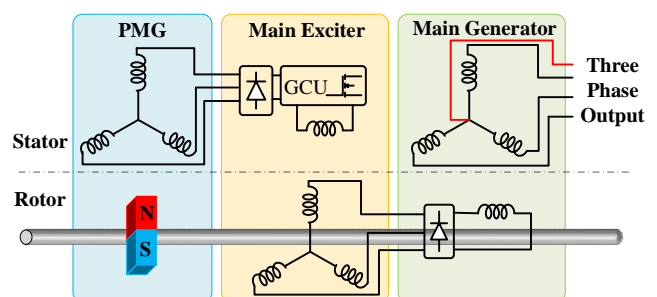 PMG
Main Exciter
Main Generator
GCU
Three
Phase
Output
Stator
Rotor
N
S